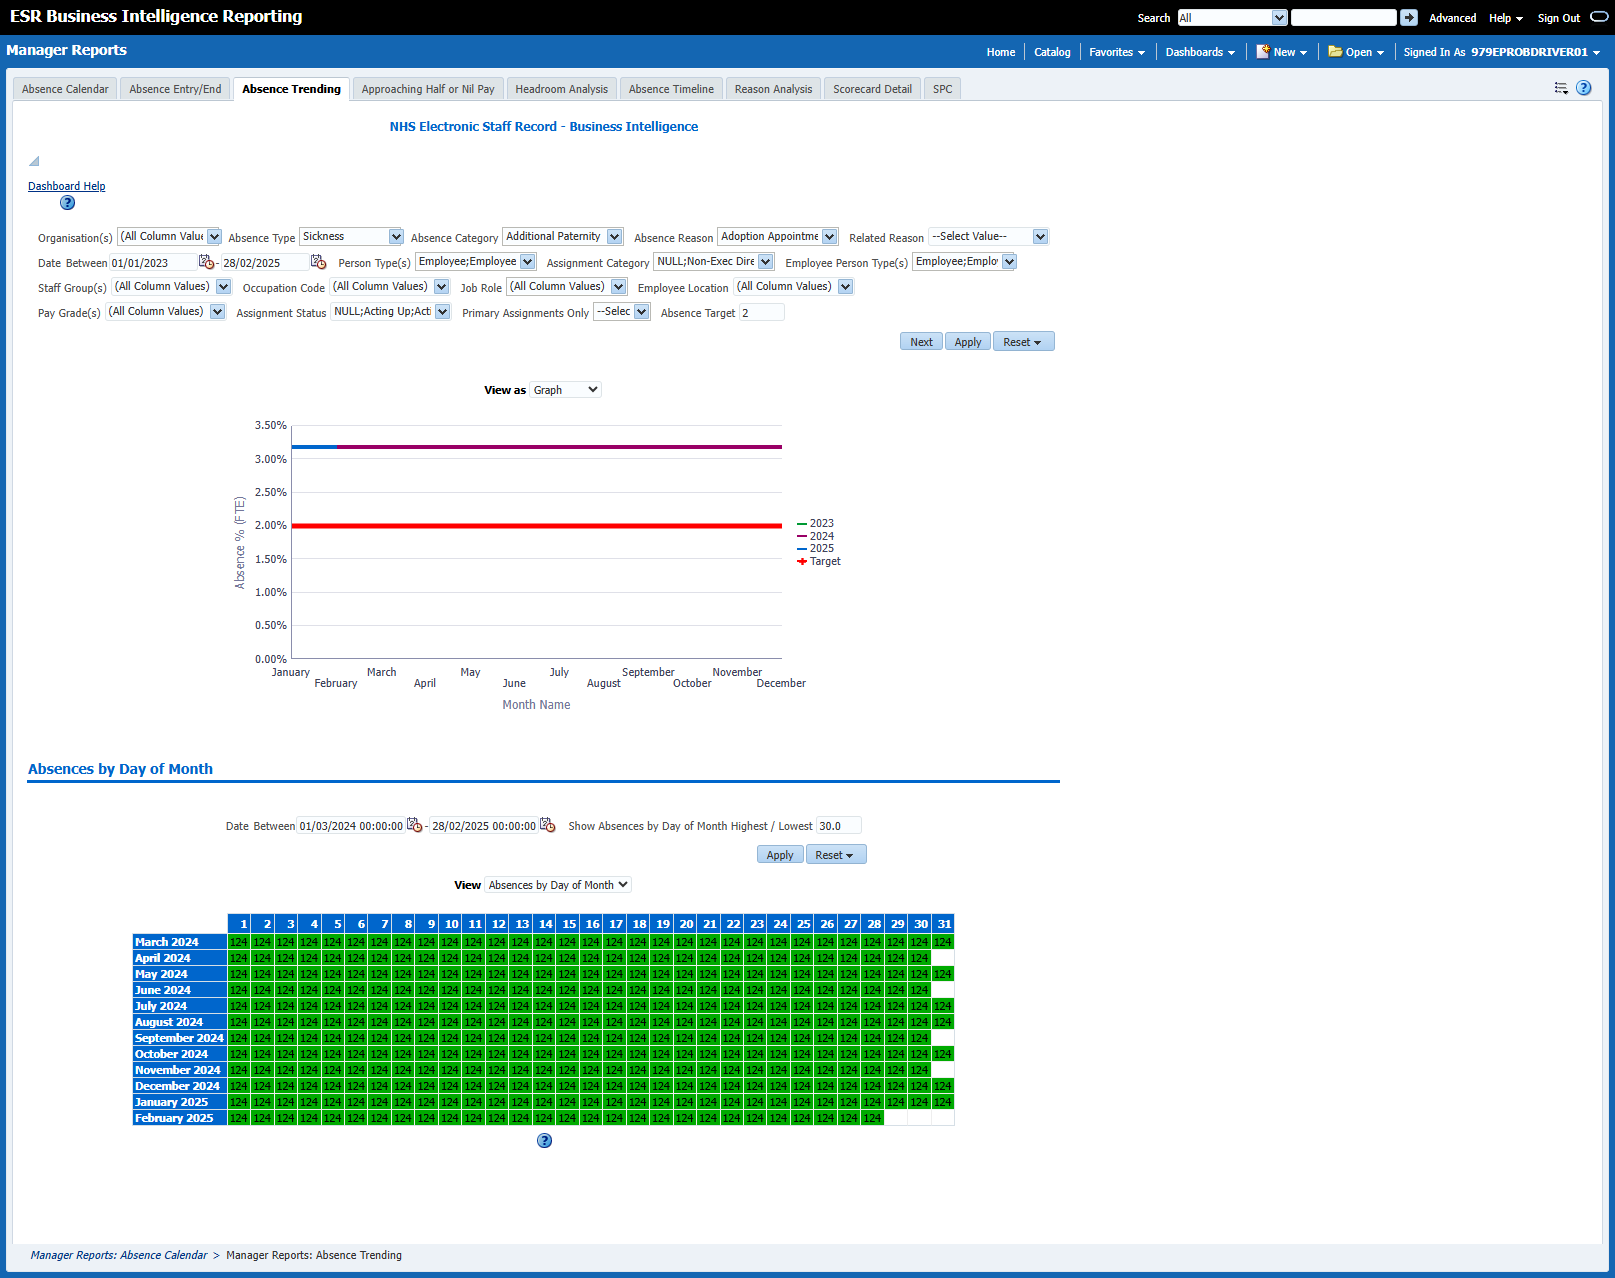 ESR Business Intelligence Reporting
Search All Advanced Help Sign Out
Manager Reports
Home Catalog Favorites Dashboards New Open Signed In As 979EPROBDRIVER01
Absence Calendar Absence Entry/End Absence Trending Approaching Half or Nil Pay Headroom Analysis Absence Timeline Reason Analysis Scorecard Detail SPC
NHS Electronic Staff Record - Business Intelligence
Dashboard Help
Organisation(s) (All Column Value Absence Type Sickness Absence Category Additional Paternity Absence Reason Adoption Appointme Related Reason --Select Value--
Date Between 01/01/2023 - 28/02/2025 Person Type(s) Employee;Employee Assignment Category NULL;Non-Exec Dire Employee Person Type(s) Employee;Emplo
Staff Group(s) (All Column Values) Occupation Code (All Column Values) Job Role (All Column Values) Employee Location (All Column Values)
Pay Grade(s) (All Column Values) Assignment Status NULL;Acting Up;Acti Primary Assignments Only --Selec Absence Target 2
Next Apply Reset
View as Graph
3.50%
3.00%
2.50%
2.00%
1.50%
1.00%
0.50%
0.00%
Absence % (FTE)
2023
2024
2025
Target
January March May July September November
February April June August October December
Month Name
Absences by Day of Month
Date Between 01/03/2024 00:00:00 - 28/02/2025 00:00:00 Show Absences by Day of Month Highest / Lowest 30.0
Apply Reset
View Absences by Day of Month
1 2 3 4 5 6 7 8 9 10 11 12 13 14 15 16 17 18 19 20 21 22 23 24 25 26 27 28 29 30 31
March 2024 124 124 124 124 124 124 124 124 124 124 124 124 124 124 124 124 124 124 124 124 124 124 124 124 124 124 124 124 124 124 124
April 2024 124 124 124 124 124 124 124 124 124 124 124 124 124 124 124 124 124 124 124 124 124 124 124 124 124 124 124 124 124 124
May 2024 124 124 124 124 124 124 124 124 124 124 124 124 124 124 124 124 124 124 124 124 124 124 124 124 124 124 124 124 124 124 124
June 2024 124 124 124 124 124 124 124 124 124 124 124 124 124 124 124 124 124 124 124 124 124 124 124 124 124 124 124 124 124 124
July 2024 124 124 124 124 124 124 124 124 124 124 124 124 124 124 124 124 124 124 124 124 124 124 124 124 124 124 124 124 124 124 124
August 2024 124 124 124 124 124 124 124 124 124 124 124 124 124 124 124 124 124 124 124 124 124 124 124 124 124 124 124 124 124 124 124
September 2024 124 124 124 124 124 124 124 124 124 124 124 124 124 124 124 124 124 124 124 124 124 124 124 124 124 124 124 124 124 124
October 2024 124 124 124 124 124 124 124 124 124 124 124 124 124 124 124 124 124 124 124 124 124 124 124 124 124 124 124 124 124 124 124
November 2024 124 124 124 124 124 124 124 124 124 124 124 124 124 124 124 124 124 124 124 124 124 124 124 124 124 124 124 124 124 124
December 2024 124 124 124 124 124 124 124 124 124 124 124 124 124 124 124 124 124 124 124 124 124 124 124 124 124 124 124 124 124 124 124
January 2025 124 124 124 124 124 124 124 124 124 124 124 124 124 124 124 124 124 124 124 124 124 124 124 124 124 124 124 124 124 124 124
February 2025 124 124 124 124 124 124 124 124 124 124 124 124 124 124 124 124 124 124 124 124 124 124 124 124 124 124 124 124
Manager Reports: Absence Calendar > Manager Reports: Absence Trending